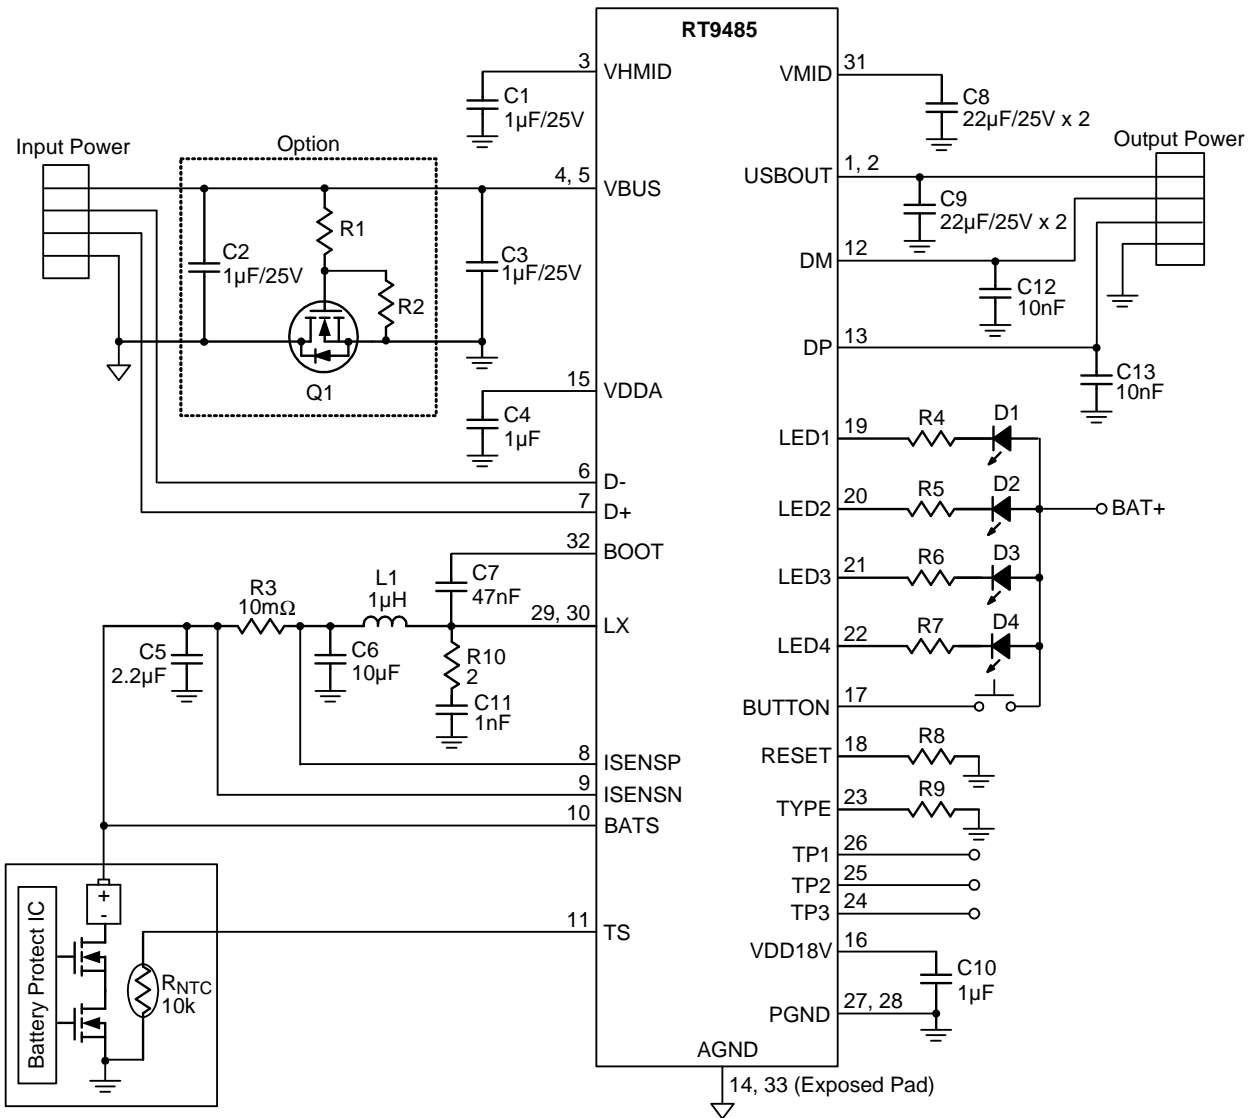 RT9485
3
VHMID
C1
1µF/25V
Input Power
Option
4, 5
VBUS
R1
C2
1µF/25V
R2
C3
1µF/25V
Q1
15
VDDA
C4
1µF
6
D-
7
D+
32
BOOT
C7
47nF
R3
10mΩ
L1
1µH
29, 30
LX
C5
2.2µF
C6
10µF
R10
2
C11
1nF
8
ISENSP
9
ISENSN
10
BATS
11
TS
+
-
Battery Protect IC
RNTC
10k
VMID
31
C8
22µF/25V x 2
Output Power
USBOUT
1, 2
C9
22µF/25V x 2
DM
12
C12
10nF
DP
13
C13
10nF
LED1
19
R4
D1
LED2
20
R5
D2
BAT+
LED3
21
R6
D3
LED4
22
R7
D4
BUTTON
17
RESET
18
R8
TYPE
23
R9
TP1
26
TP2
25
TP3
24
VDD18V
16
C10
1µF
PGND
27, 28
AGND
14, 33 (Exposed Pad)